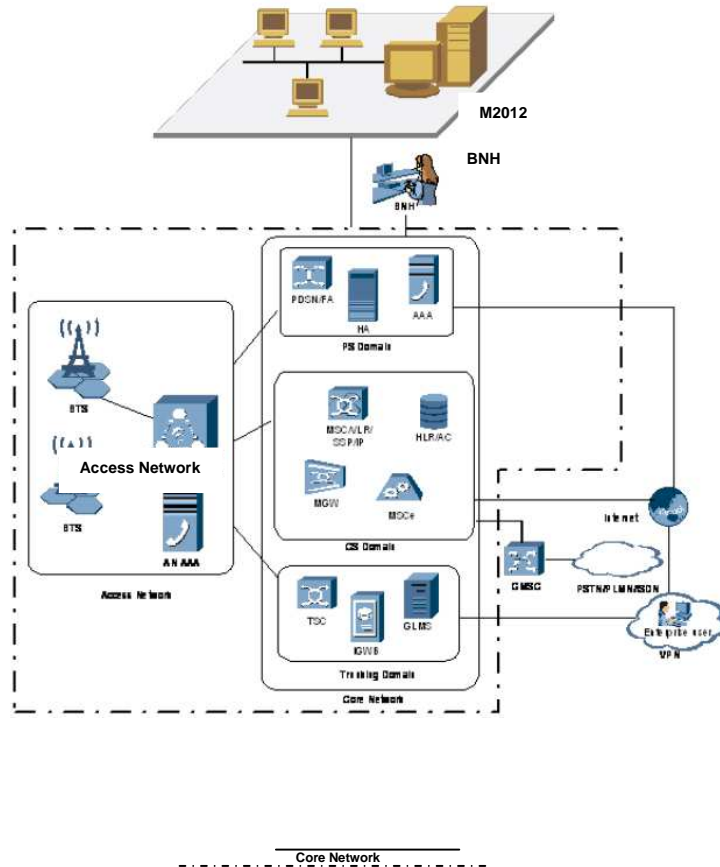 M2012
BNH
BNH
PDSN/FA
HA
AAA
PS Domain
BTS
Access Network
BTS
AN AAA
Access Network
MSC/VLR/
SSP/IP
HLR/AC
MGW
MSCe
CS Domain
Internet
GMSC
PSTN/PLMN/ISDN
TSC
IGWB
GLMS
Trunking Domain
Core Network
Enterprise user
VPN
Core Network